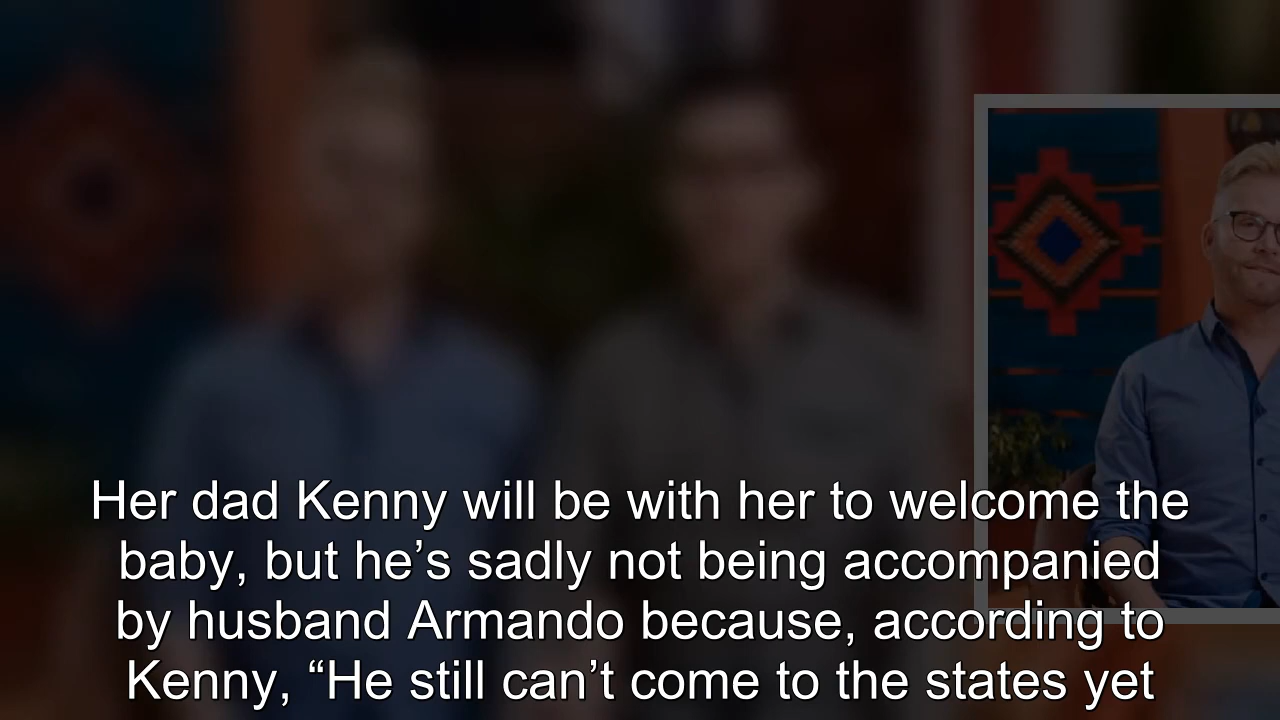 Her dad Kenny will be with her to welcome the
baby, but he’s sadly not being accompanied
by husband Armando because, according to
Kenny, “He still can’t come to the states yet